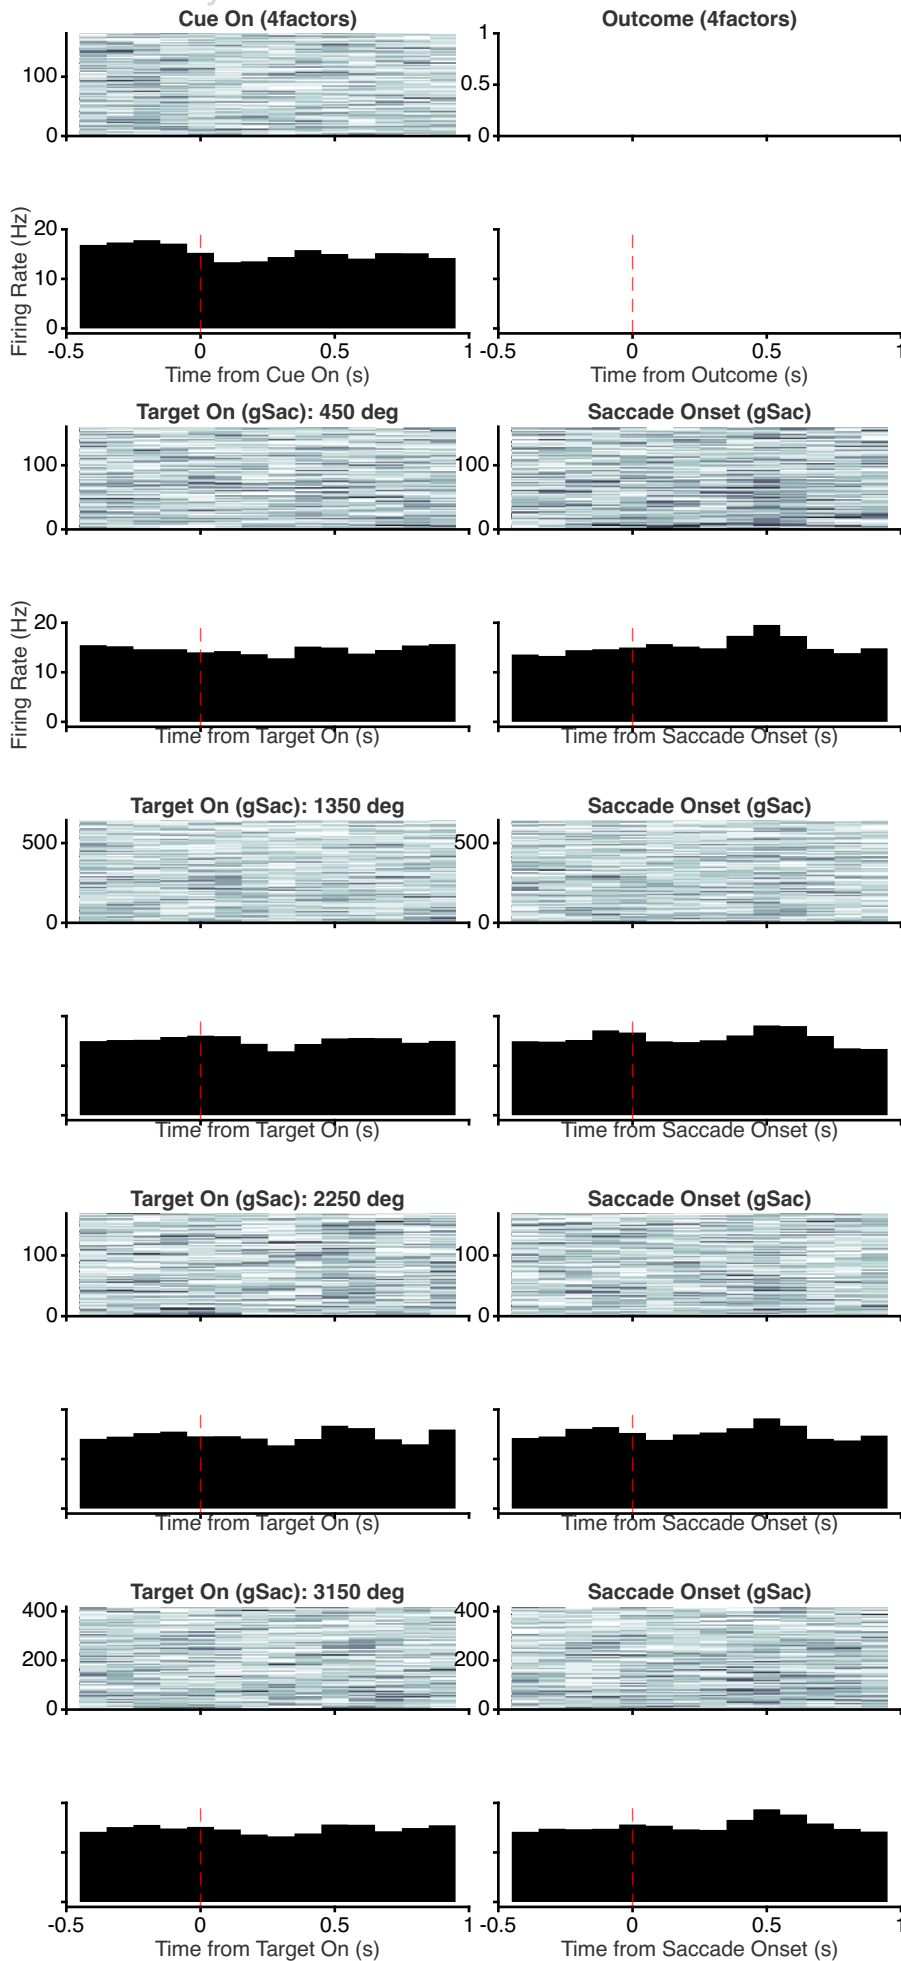 Cue On (4factors) Outcome (4factors)
100
0
1
0.5
0
Firing Rate (Hz)
20
10
0
-0.5 0 0.5 1 -0.5 0 0.5 1
Time from Cue On (s) Time from Outcome (s)
Target On (gSac): 450 deg Saccade Onset (gSac)
100 100
0 0
Firing Rate (Hz)
20
10
0
Time from Target On (s) Time from Saccade Onset (s)
Target On (gSac): 1350 deg Saccade Onset (gSac)
500 500
0 0
Time from Target On (s) Time from Saccade Onset (s)
Target On (gSac): 2250 deg Saccade Onset (gSac)
100 100
0 0
Time from Target On (s) Time from Saccade Onset (s)
Target On (gSac): 3150 deg Saccade Onset (gSac)
400 400
200 200
0 0
-0.5 0 0.5 1 -0.5 0 0.5 1
Time from Target On (s) Time from Saccade Onset (s)